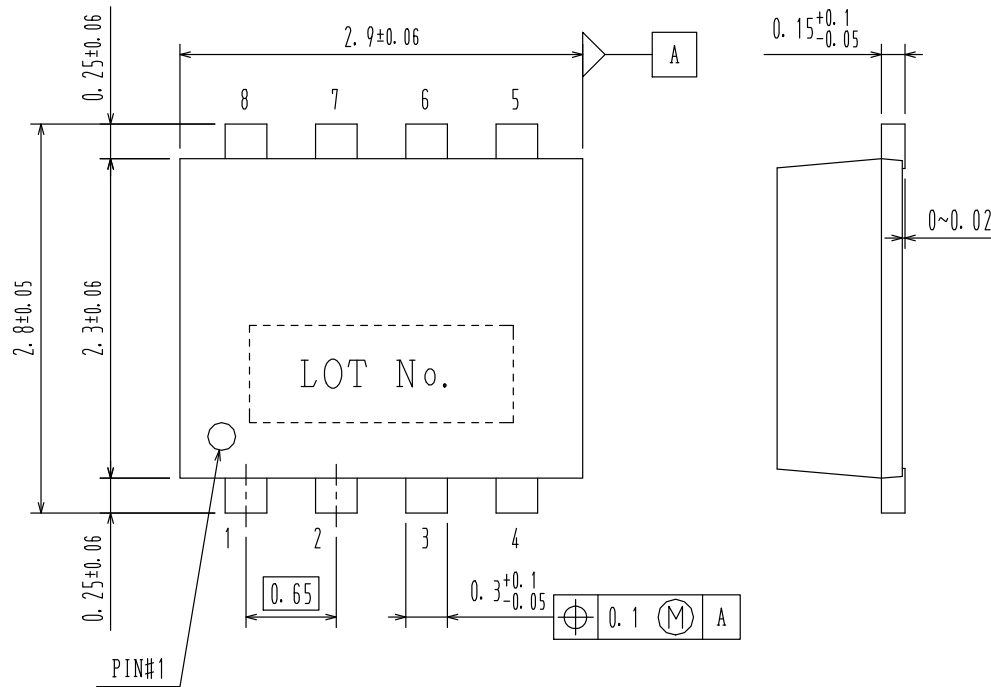 2.9±0.06
A
0.15 +0.1 -0.05
0.25±0.06
8 7 6 5
0~0.02
2.8±0.05
2.3±0.06
LOT No.
1 2 3 4
0.25±0.06
0.65
0.3 +0.1 -0.05
⌖ 0.1 Ⓜ A
PIN#1